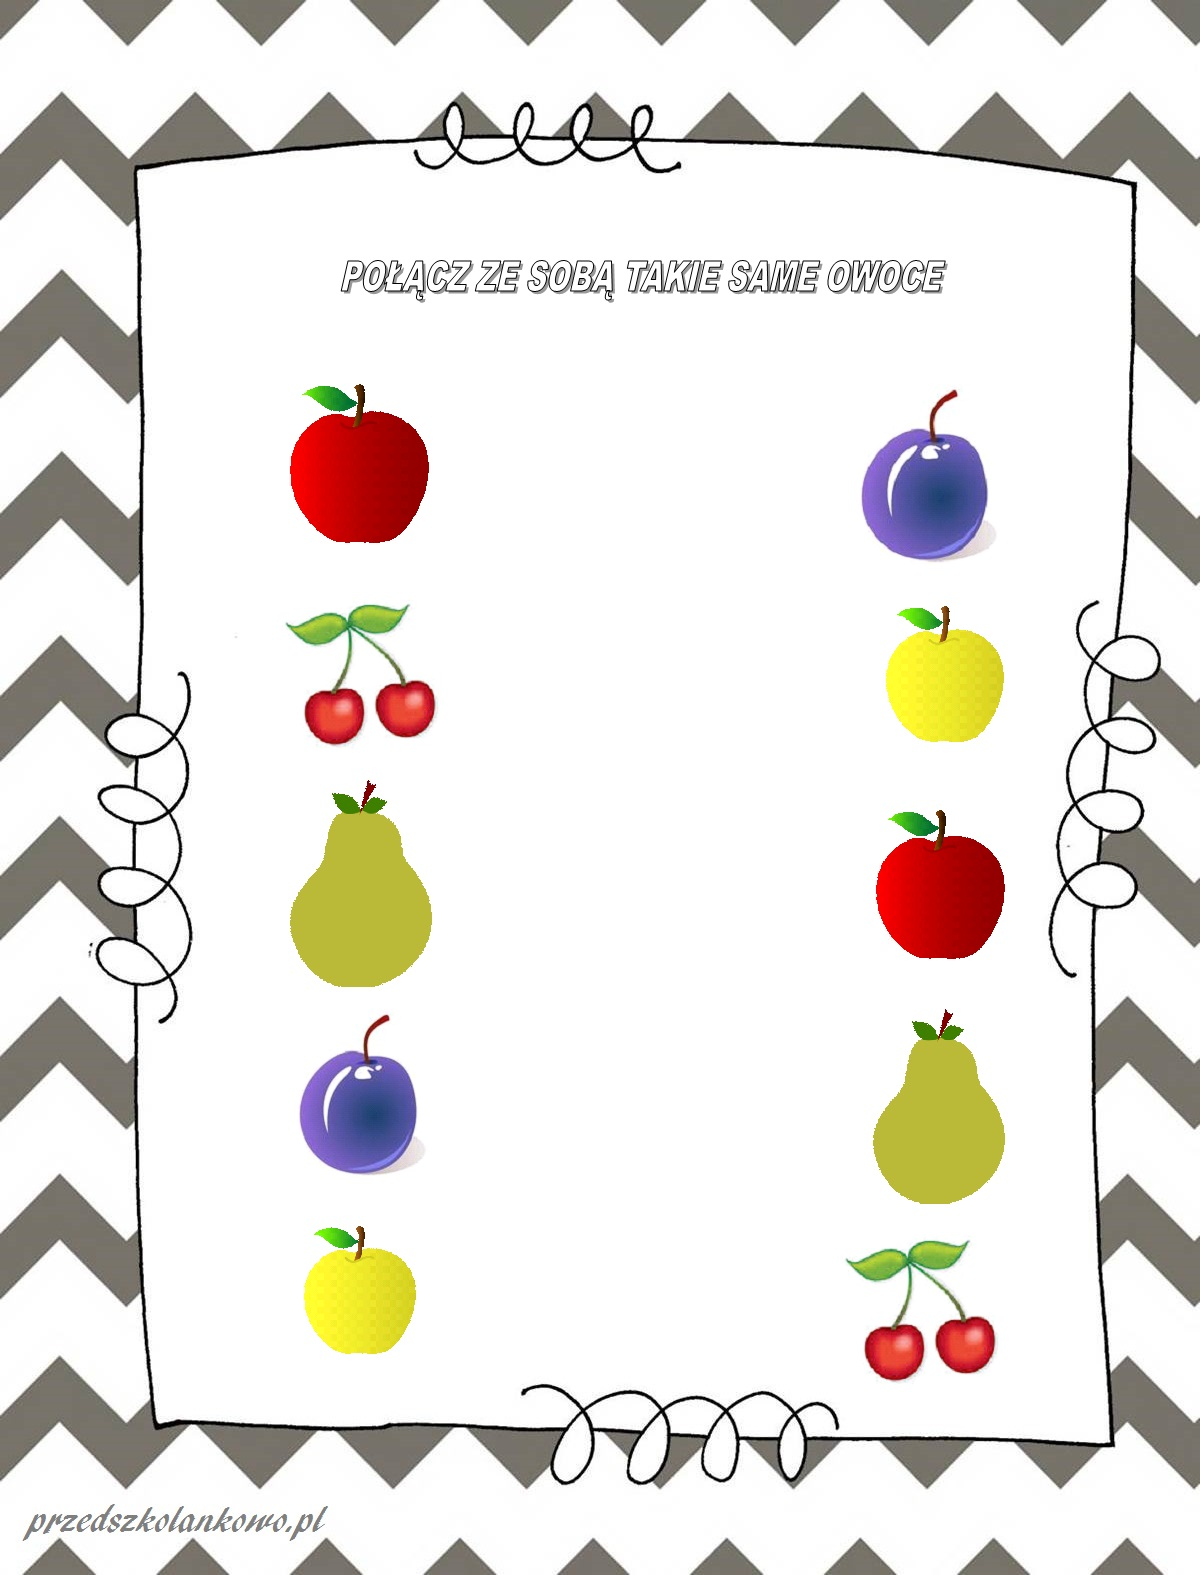 POŁĄCZ ZE SOBĄ TAKIE SAME OWOCE
przedszkolankowo.pl